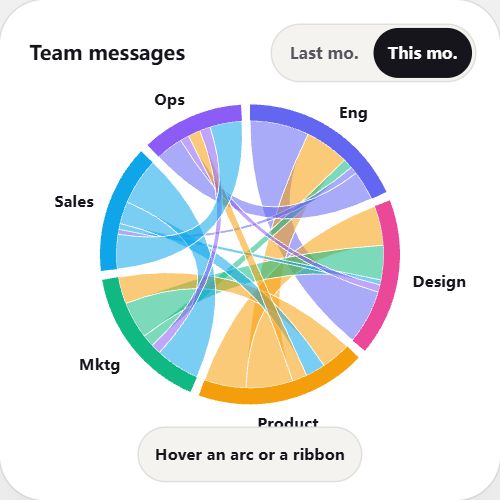 Team messages
Last mo.
This mo.
Ops
Eng
Sales
Design
Mktg
Product
Hover an arc or a ribbon